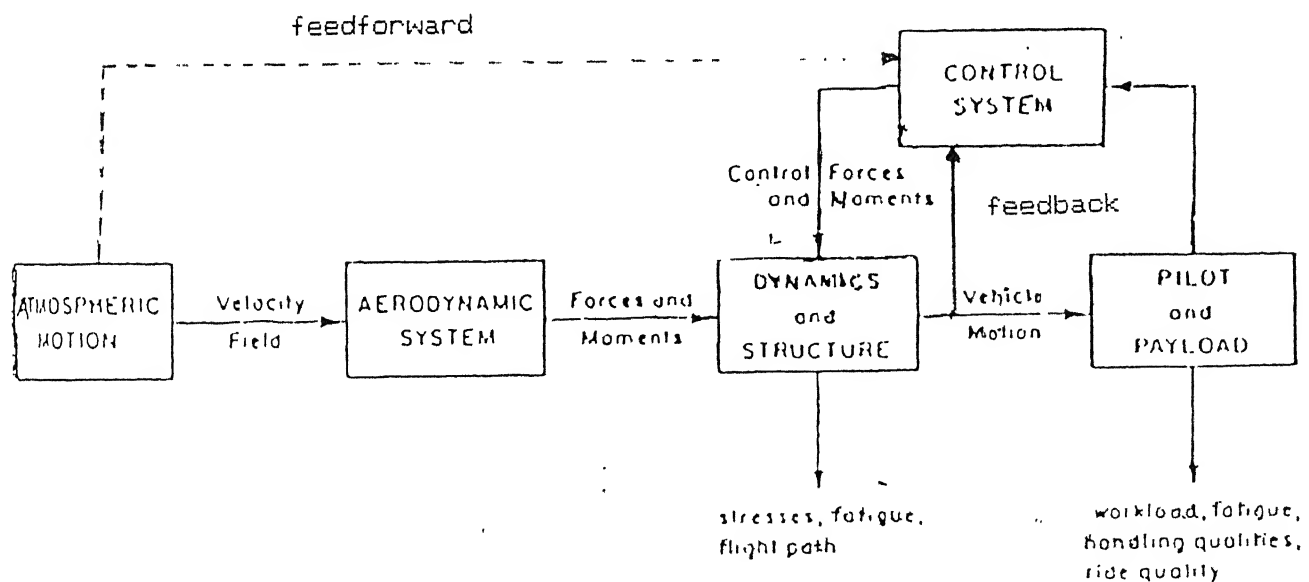 feedforward
CONTROL
SYSTEM
Control Forces
and Moments
feedback
ATMOSPHERIC
MOTION
Velocity
Field
AERODYNAMIC
SYSTEM
Forces and
Moments
DYNAMICS
and
STRUCTURE
Vehicle
Motion
PILOT
and
PAYLOAD
stresses, fatigue,
flight path
workload, fatigue,
handling qualities,
ride quality